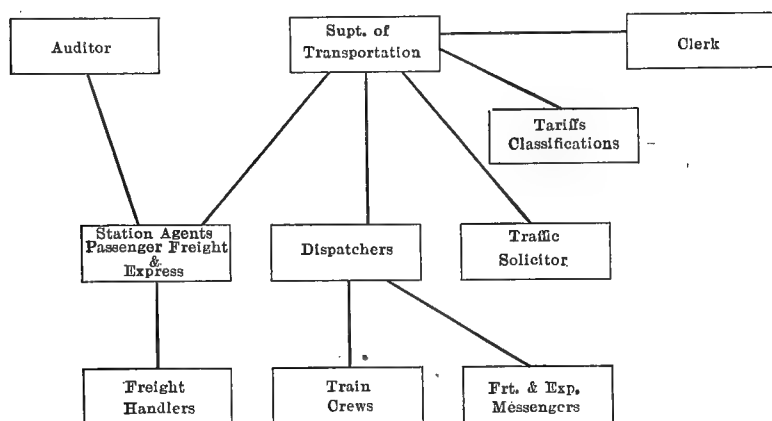 Auditor
Supt. of
Transportation
Clerk
Tariffs
Classifications
Station Agents
Passenger Freight
&
Express
Dispatchers
Traffic
Solicitor
Freight
Handlers
Train
Crews
Frt. & Exp.
Messengers